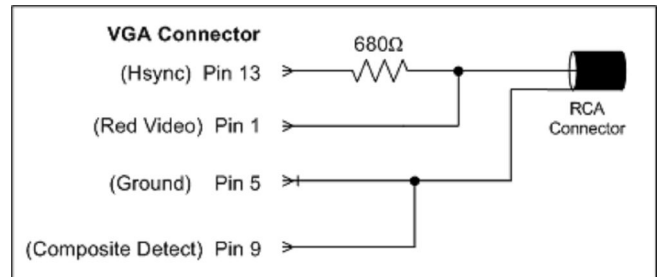 VGA Connector
680Ω
(Hsync) Pin 13
(Red Video) Pin 1
RCA
Connector
(Ground) Pin 5
(Composite Detect) Pin 9